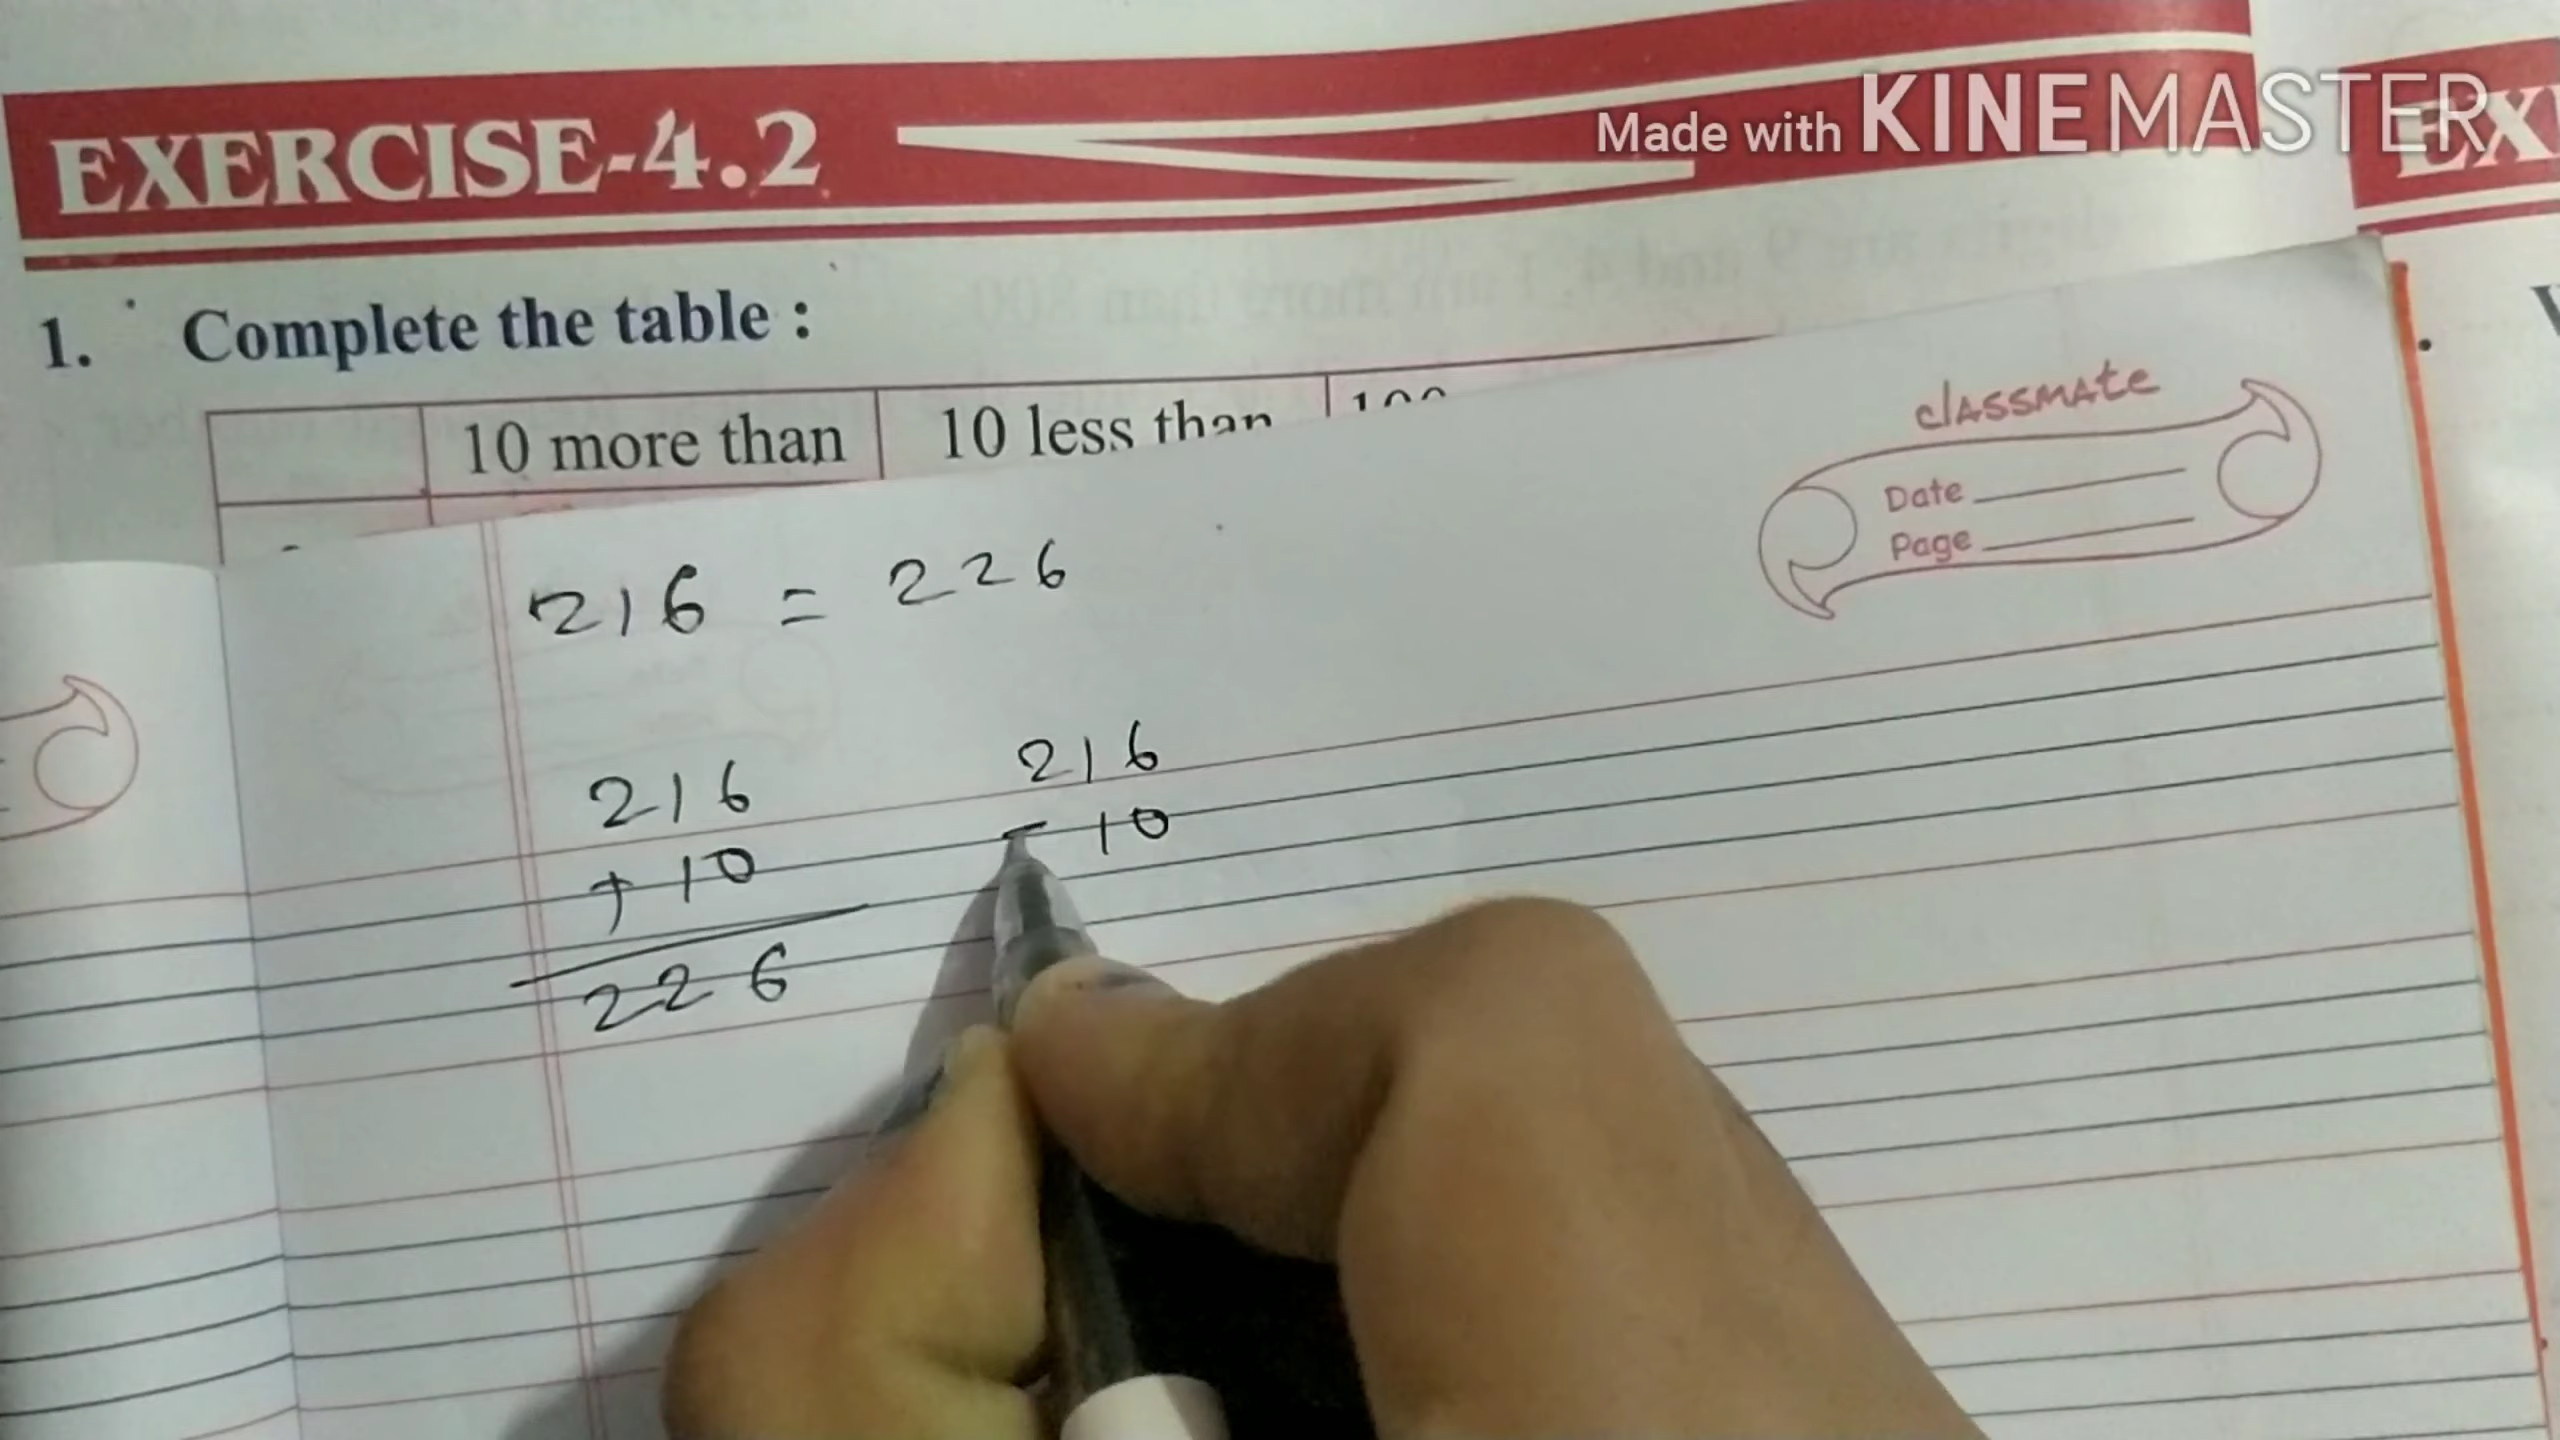 Made with KINEMASTER
EXERCISE-4.2
1. Complete the table :
10 more than 10 less than 100
classmate
Date
Page
216 = 226
216
+ 10
226
216
- 10